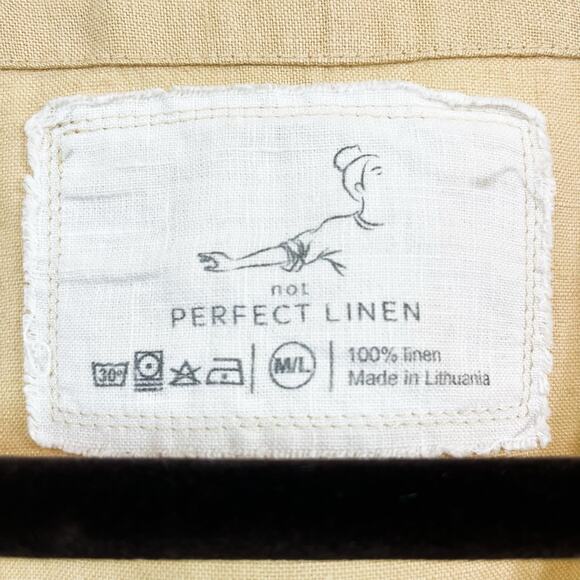 not
PERFECT LINEN
30°
M/L
100% linen
Made in Lithuania